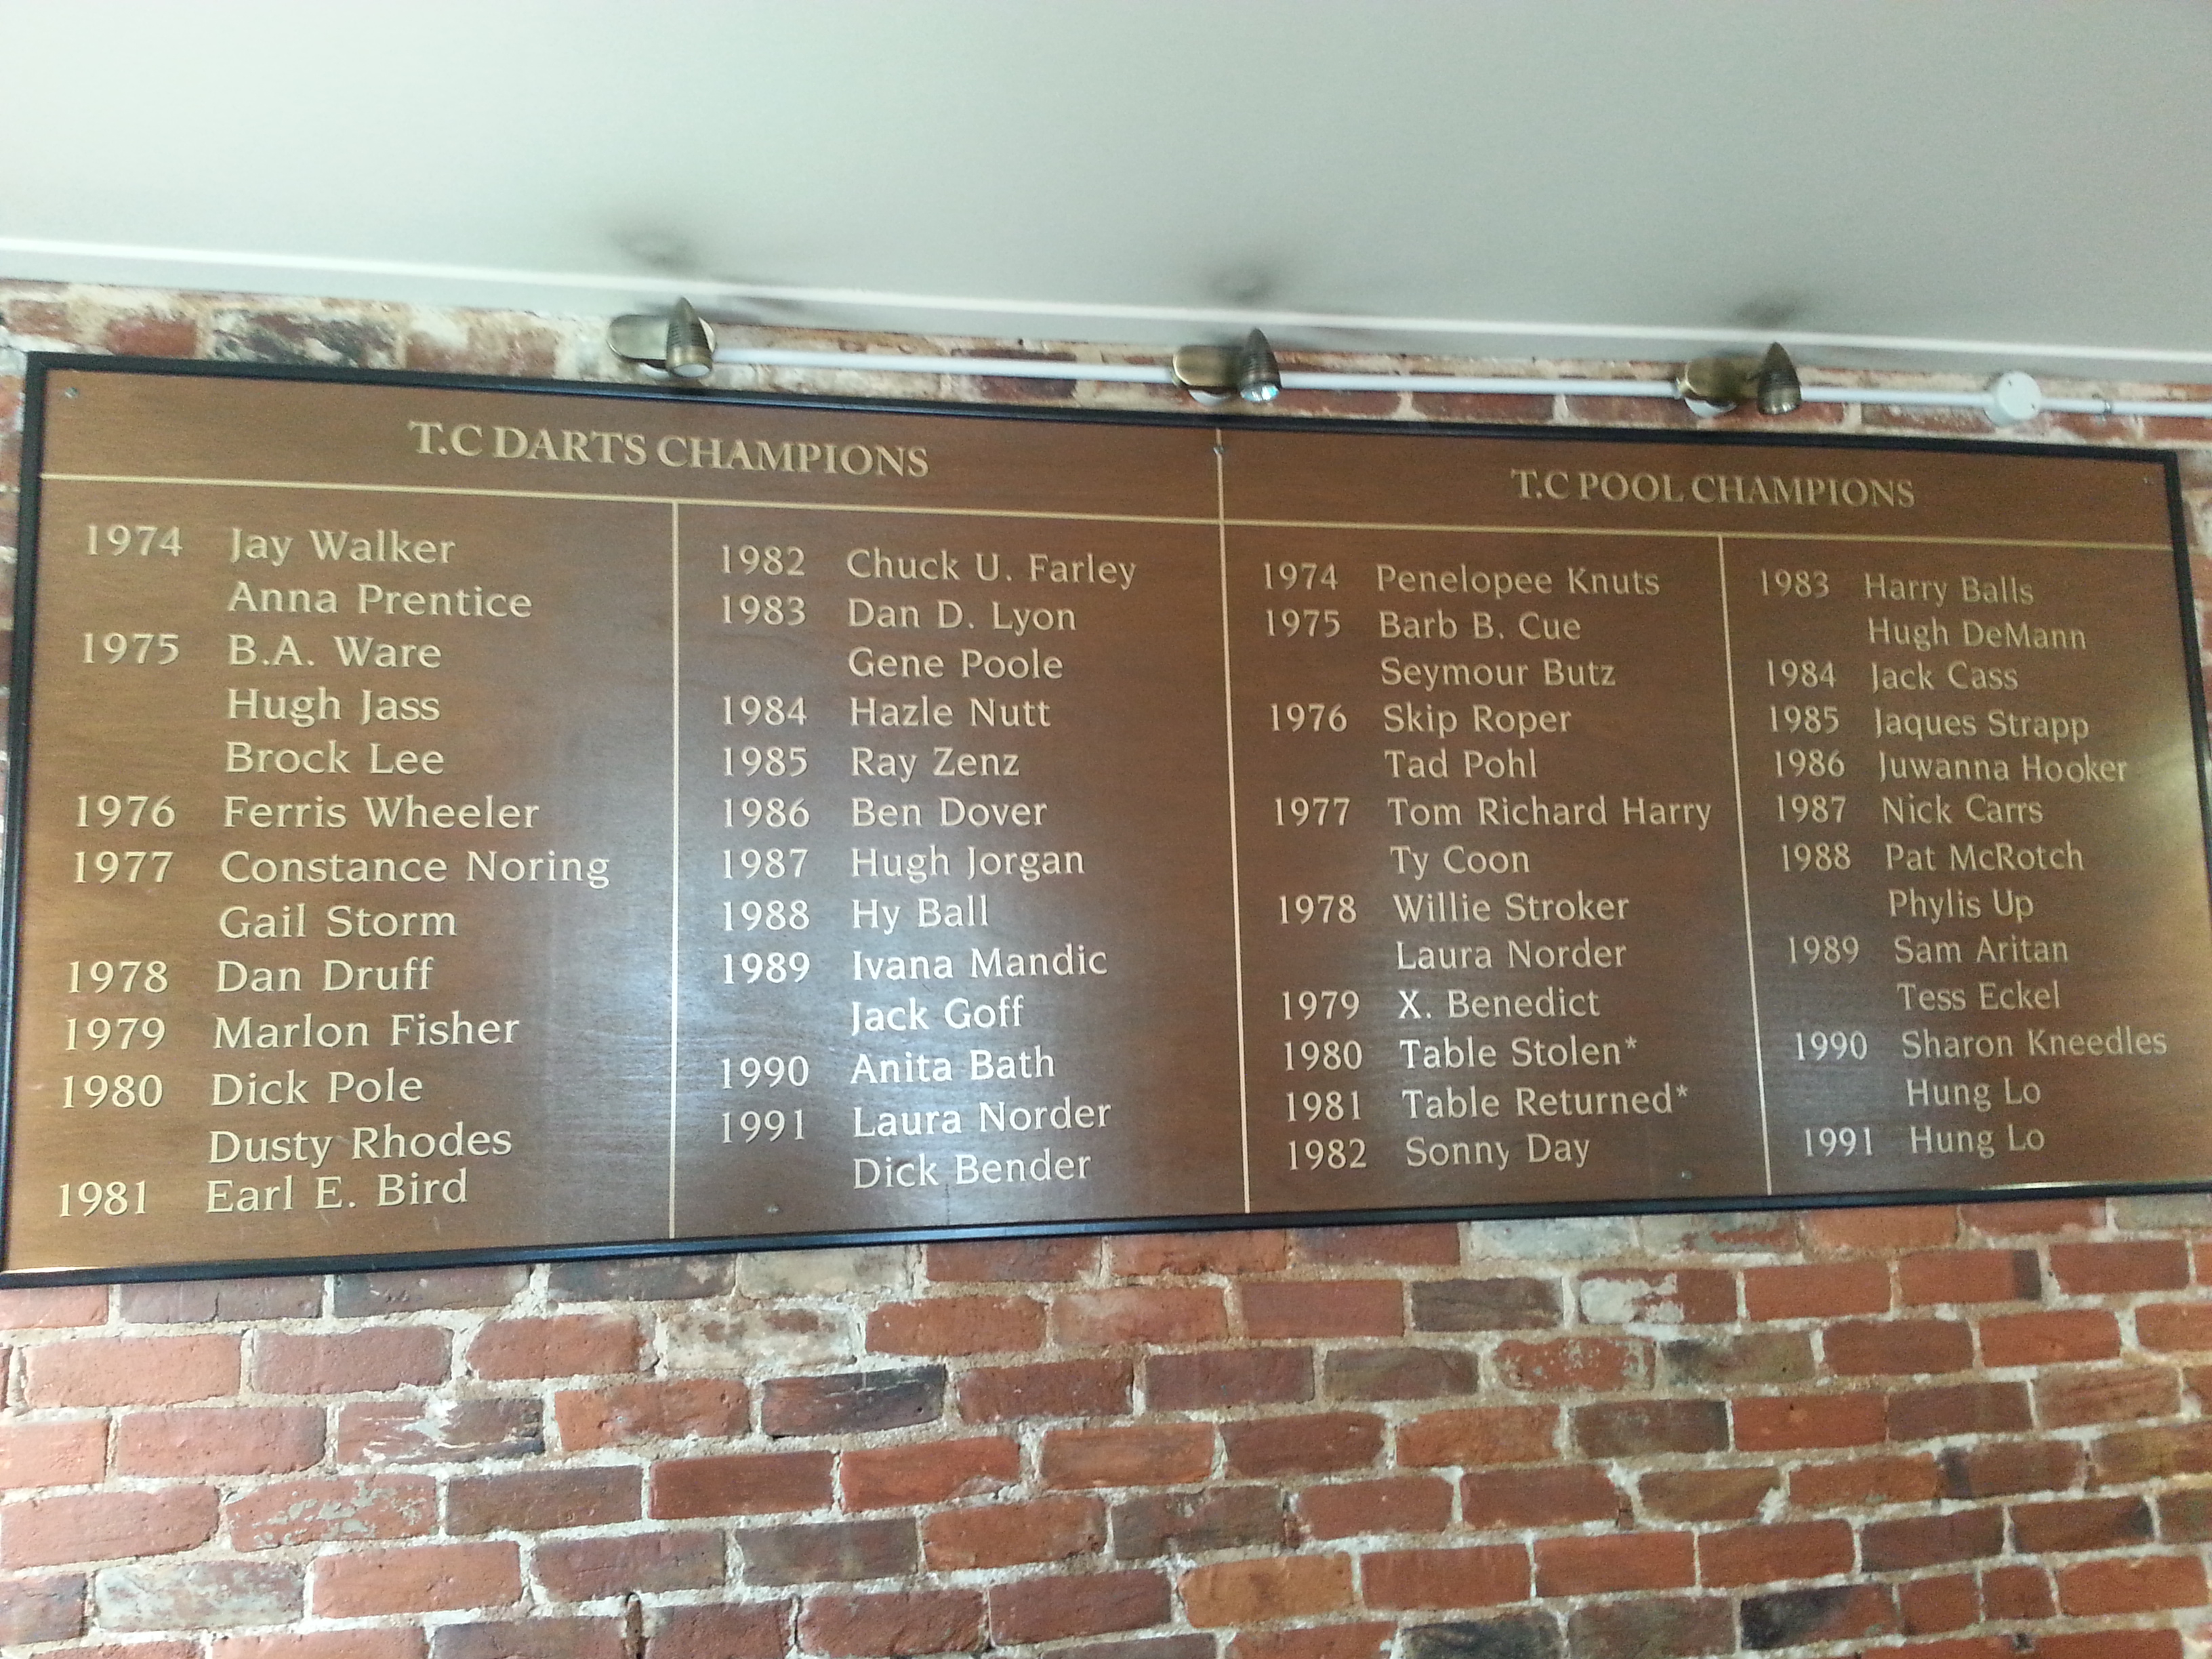 T.C DARTS CHAMPIONS
1974 Jay Walker
Anna Prentice
1975 B.A. Ware
Hugh Jass
Brock Lee
1976 Ferris Wheeler
1977 Constance Noring
Gail Storm
1978 Dan Druff
1979 Marlon Fisher
1980 Dick Pole
Dusty Rhodes
1981 Earl E. Bird
1982 Chuck U. Farley
1983 Dan D. Lyon
Gene Poole
1984 Hazle Nutt
1985 Ray Zenz
1986 Ben Dover
1987 Hugh Jorgan
1988 Hy Ball
1989 Ivana Mandic
Jack Goff
1990 Anita Bath
1991 Laura Norder
Dick Bender
T.C POOL CHAMPIONS
1974 Penelopee Knuts
1975 Barb B. Cue
Seymour Butz
1976 Skip Roper
Tad Pohl
1977 Tom Richard Harry
Ty Coon
1978 Willie Stroker
Laura Norder
1979 X. Benedict
1980 Table Stolen*
1981 Table Returned*
1982 Sonny Day
1983 Harry Balls
Hugh DeMann
1984 Jack Cass
1985 Jaques Strapp
1986 Juwanna Hooker
1987 Nick Carrs
1988 Pat McRotch
Phylis Up
1989 Sam Aritan
Tess Eckel
1990 Sharon Kneedles
Hung Lo
1991 Hung Lo